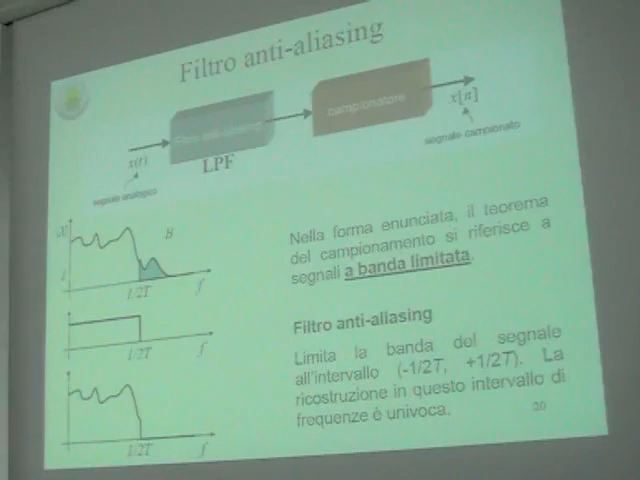 Filtro anti-aliasing
campionatore
x(t)
LPF
x[n]
segnale analogico
segnale campionato
B
1/2T
f
1/2T
f
1/2T
f
Nella forma enunciata, il teorema
del campionamento si riferisce a
segnali a banda limitata.
Filtro anti-aliasing
Limita la banda del segnale
all'intervallo (-1/2T, +1/2T). La
ricostruzione in questo intervallo di
frequenze è univoca.
30